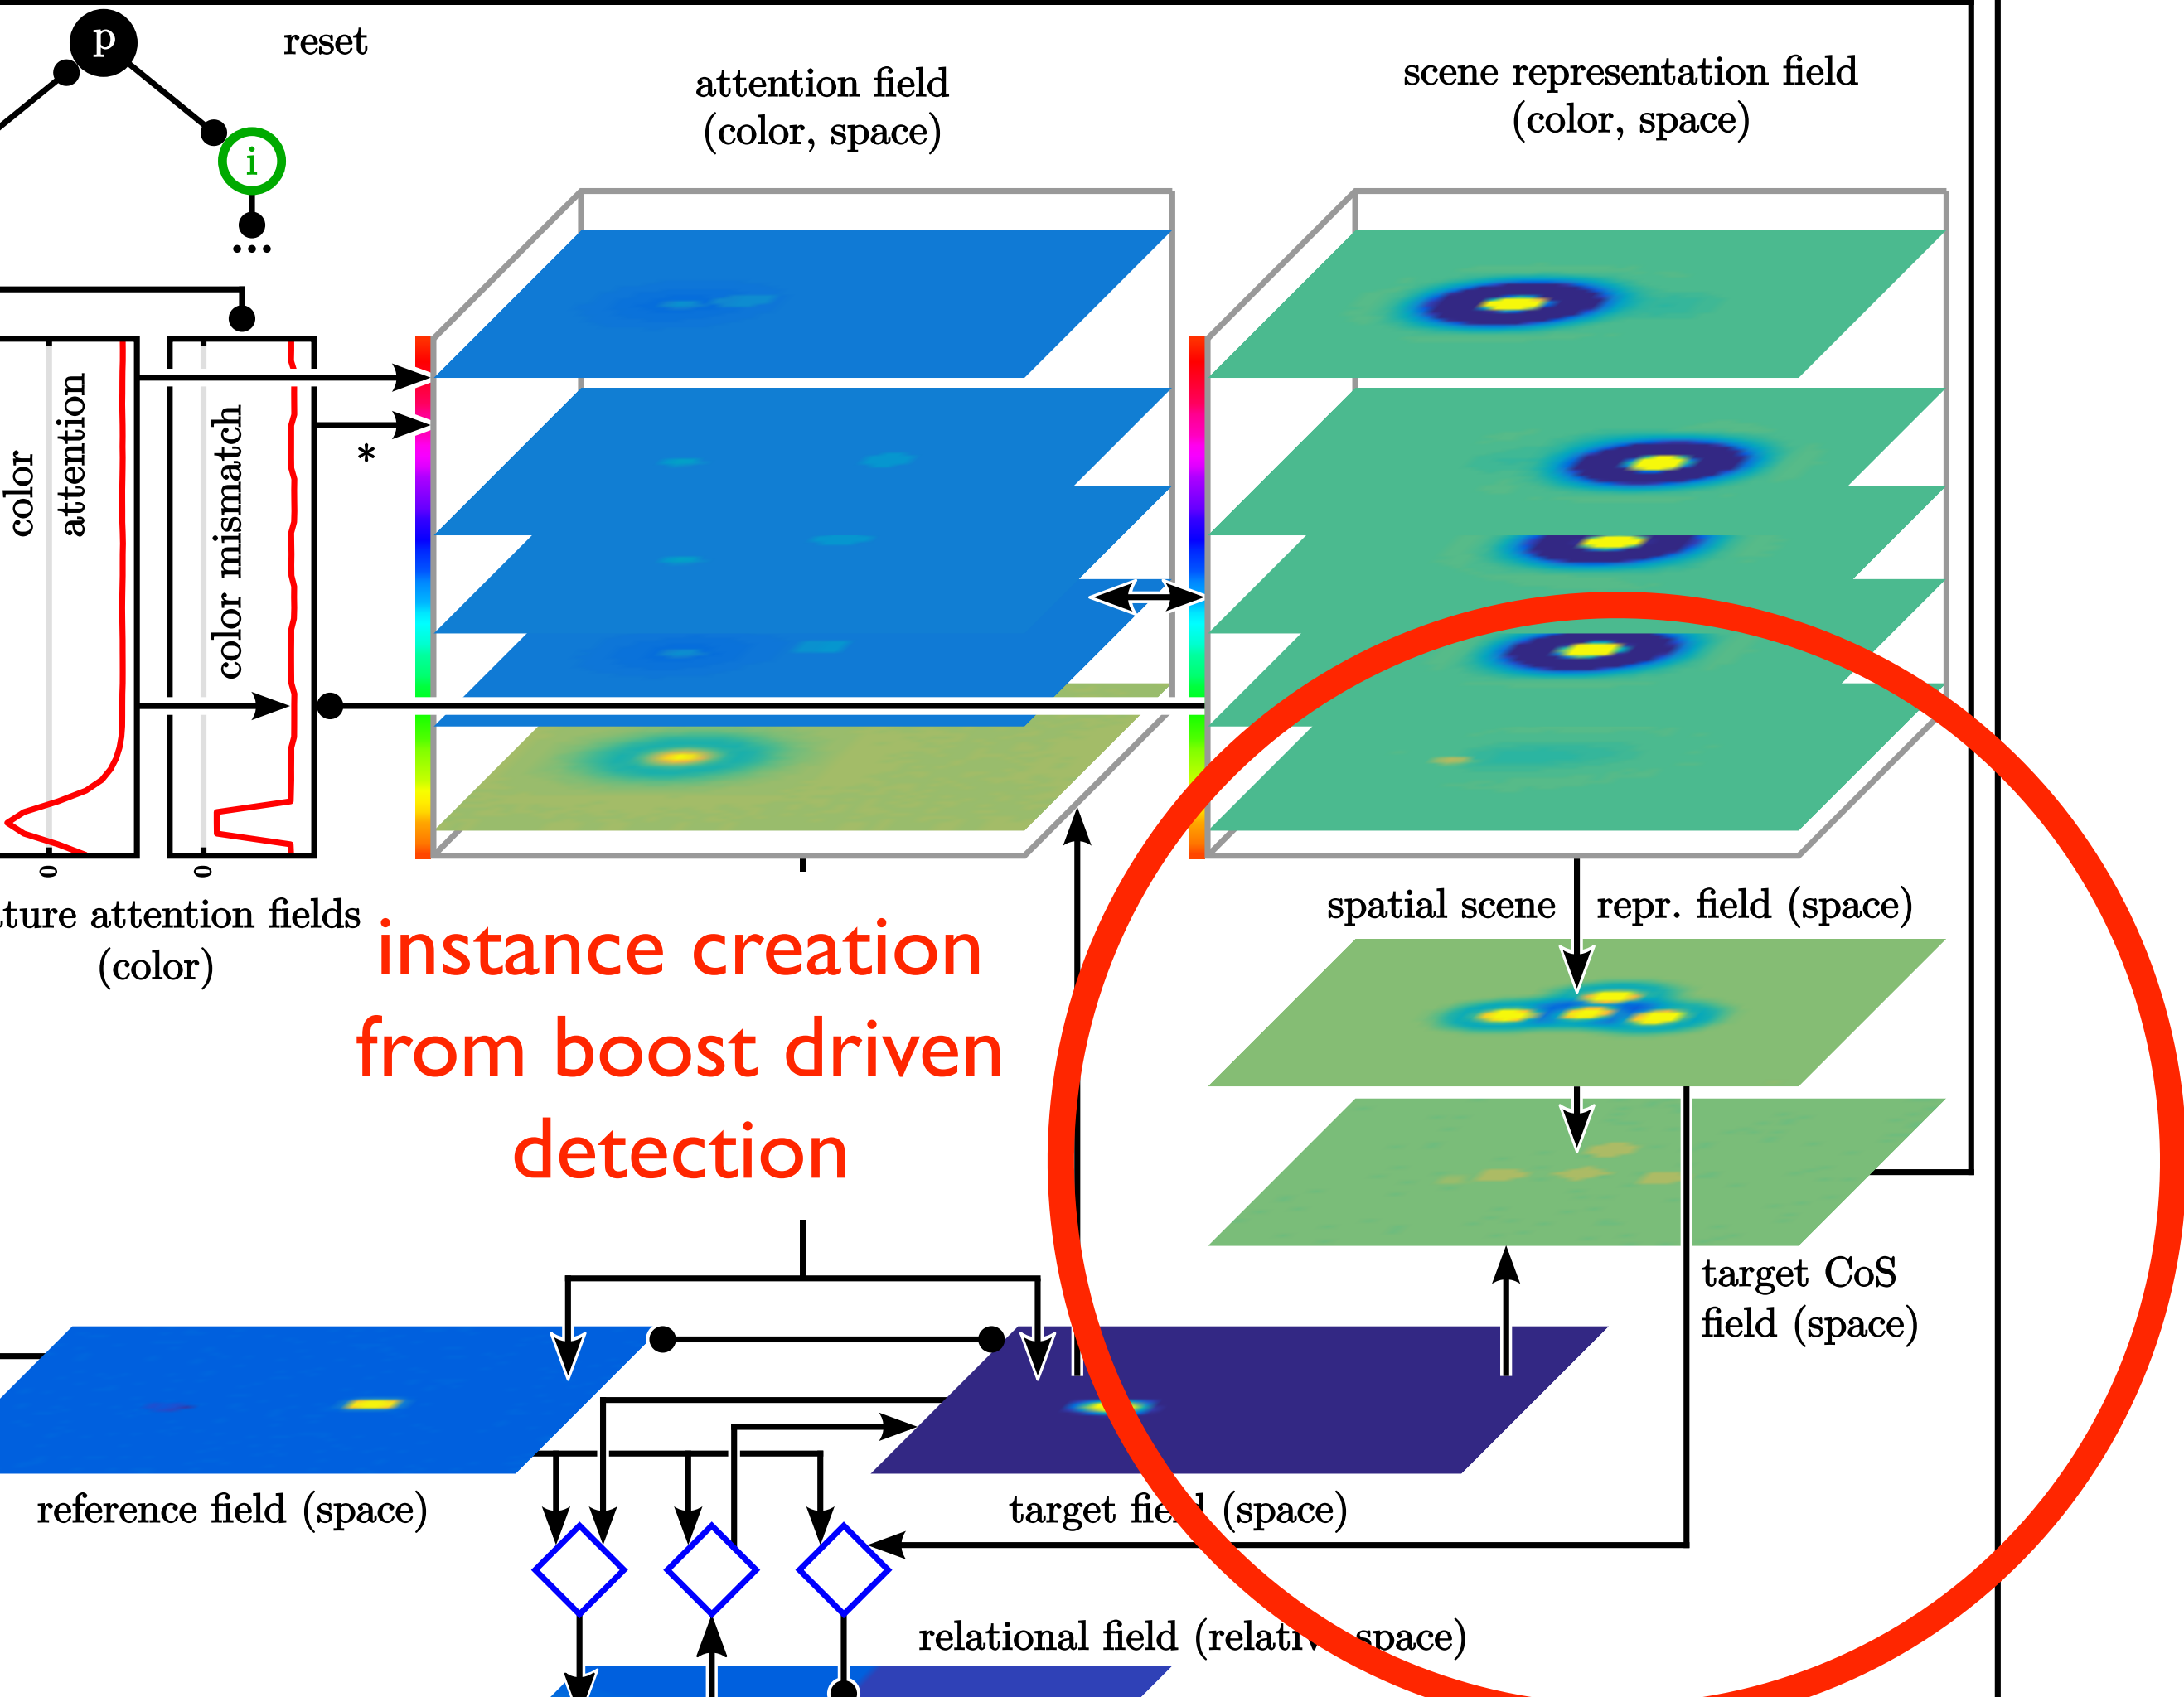 p
reset
i
...
attention field
(color, space)
scene representation field
(color, space)
color
attention
color mismatch
*
0
0
ture attention fields
(color)
instance creation
from boost driven
detection
spatial scene repr. field (space)
target CoS
field (space)
reference field (space)
target field (space)
relational field (relative space)